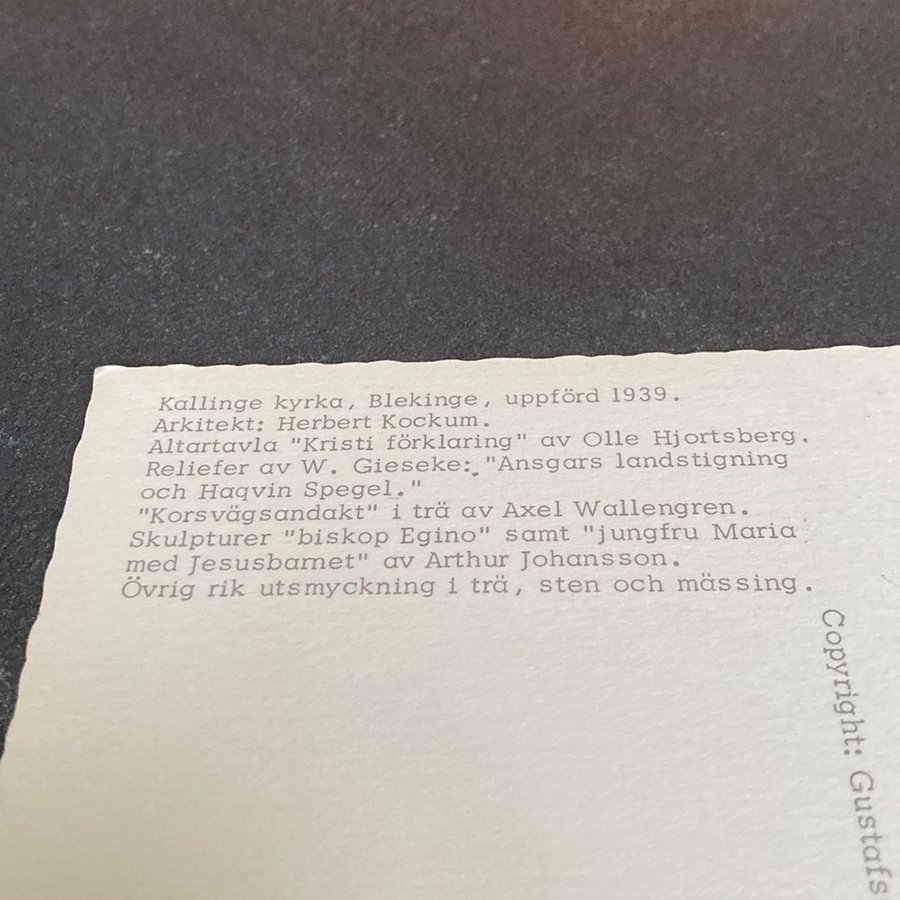 Kallinge kyrka, Blekinge, uppförd 1939.
Arkitekt: Herbert Kockum.
Altartavla "Kristi förklaring" av Olle Hjortsberg.
Reliefer av W. Gieseke: "Ansgars landstigning
och Haqvin Spegel."
"Korsvägsandakt" i trä av Axel Wallengren.
Skulpturer "biskop Egino" samt "jungfru Maria
med Jesusbarnet" av Arthur Johansson.
Övrig rik utsmyckning i trä, sten och mässing.
Copyright: Gustafs